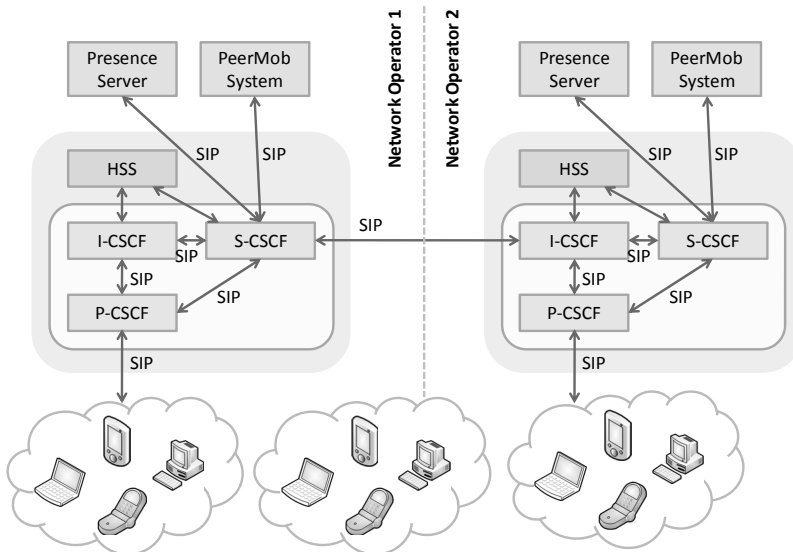 Network Operator 1
Network Operator 2
Presence
Server
PeerMob
System
SIP
SIP
HSS
I-CSCF
S-CSCF
SIP
SIP
SIP
P-CSCF
SIP
SIP
Presence
Server
PeerMob
System
SIP
SIP
HSS
I-CSCF
S-CSCF
SIP
SIP
SIP
P-CSCF
SIP